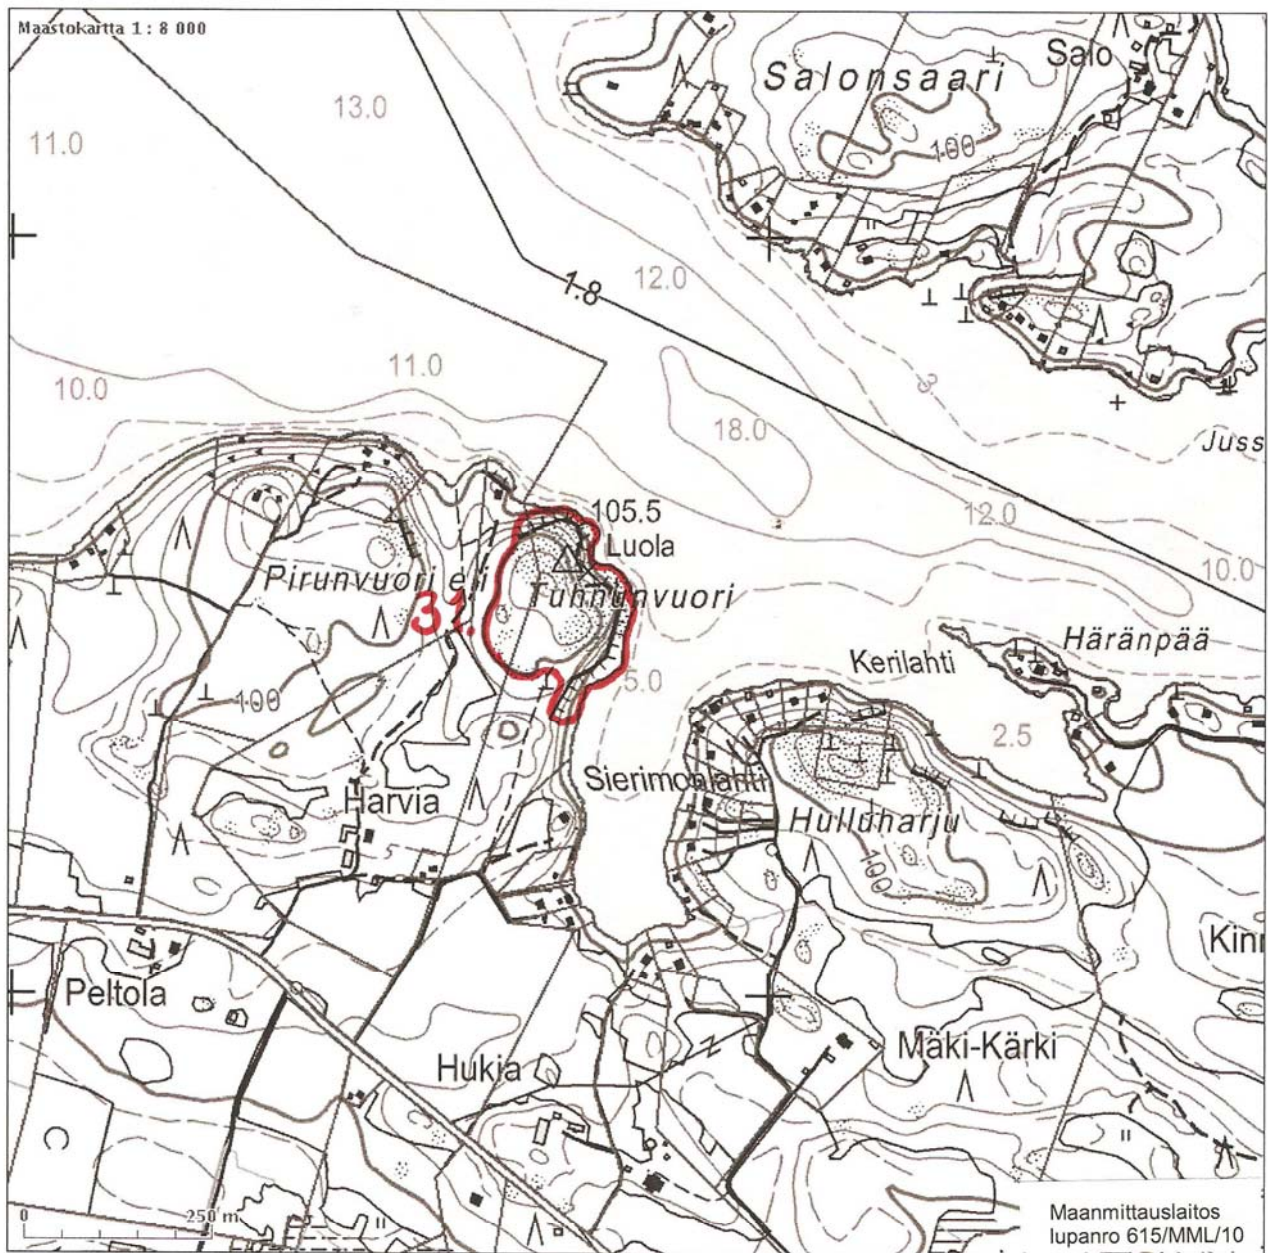 Maastokartta 1 : 8 000
Salo
Salonsaari
13.0
11.0
100
12.0
1.8
3
11.0
10.0
18.0
Juss
12.0
105.5
Luola
10.0
Pirunvuori eli
Tuhnunvuori
31.
Häränpää
Kerilahti
5.0
100
2.5
Sierimonlahti
Harvia
Hulluharju
100
Kinn
Peltola
Mäki-Kärki
Hukia
0 250 m
Maanmittauslaitos
lupanro 615/MML/10